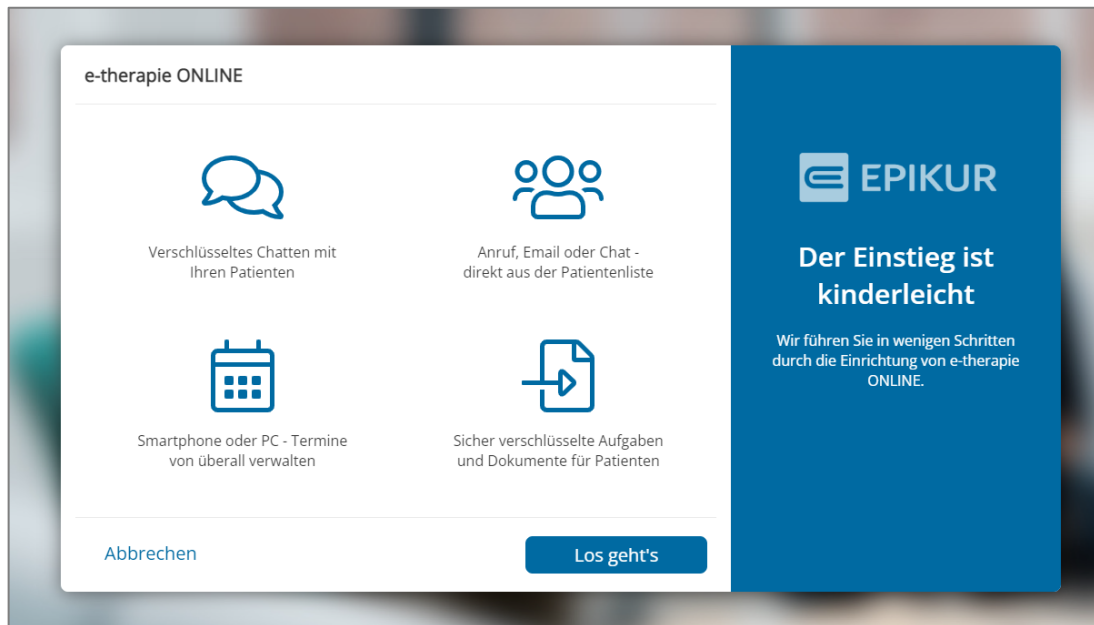 e-therapie ONLINE
Verschlüsseltes Chatten mit
Ihren Patienten
Anruf, Email oder Chat -
direkt aus der Patientenliste
Smartphone oder PC - Termine
von überall verwalten
Sicher verschlüsselte Aufgaben
und Dokumente für Patienten
Abbrechen
Los geht's
EPIKUR
Der Einstieg ist
kinderleicht
Wir führen Sie in wenigen Schritten
durch die Einrichtung von e-therapie
ONLINE.